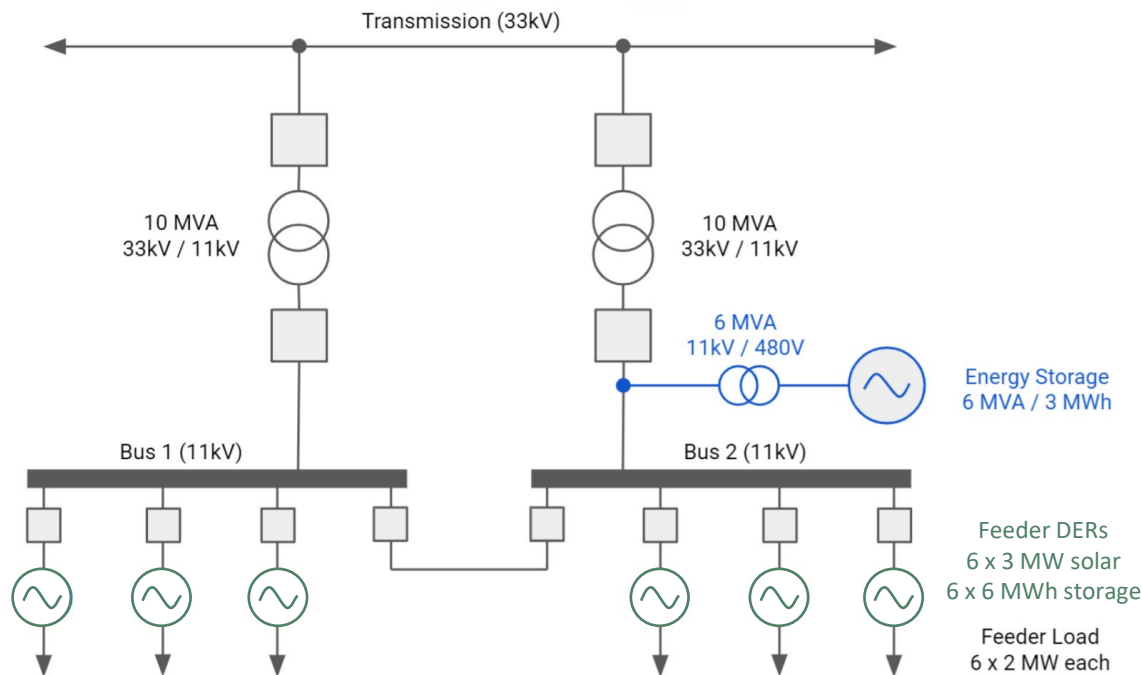 Transmission (33kV)
10 MVA
33kV / 11kV
10 MVA
33kV / 11kV
6 MVA
11kV / 480V
Energy Storage
6 MVA / 3 MWh
Bus 1 (11kV)
Bus 2 (11kV)
Feeder DERs
6 x 3 MW solar
6 x 6 MWh storage
Feeder Load
6 x 2 MW each